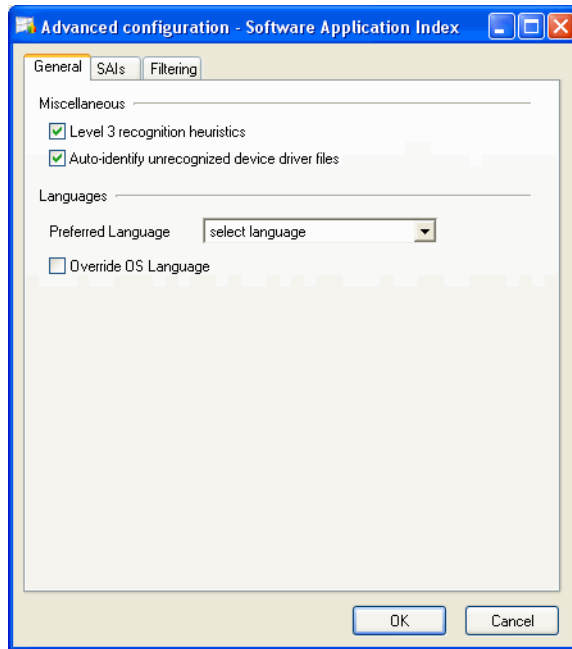 Advanced configuration - Software Application Index
General SAIs Filtering
Miscellaneous
Level 3 recognition heuristics
Auto-identify unrecognized device driver files
Languages
Preferred Language select language
Override OS Language
OK Cancel